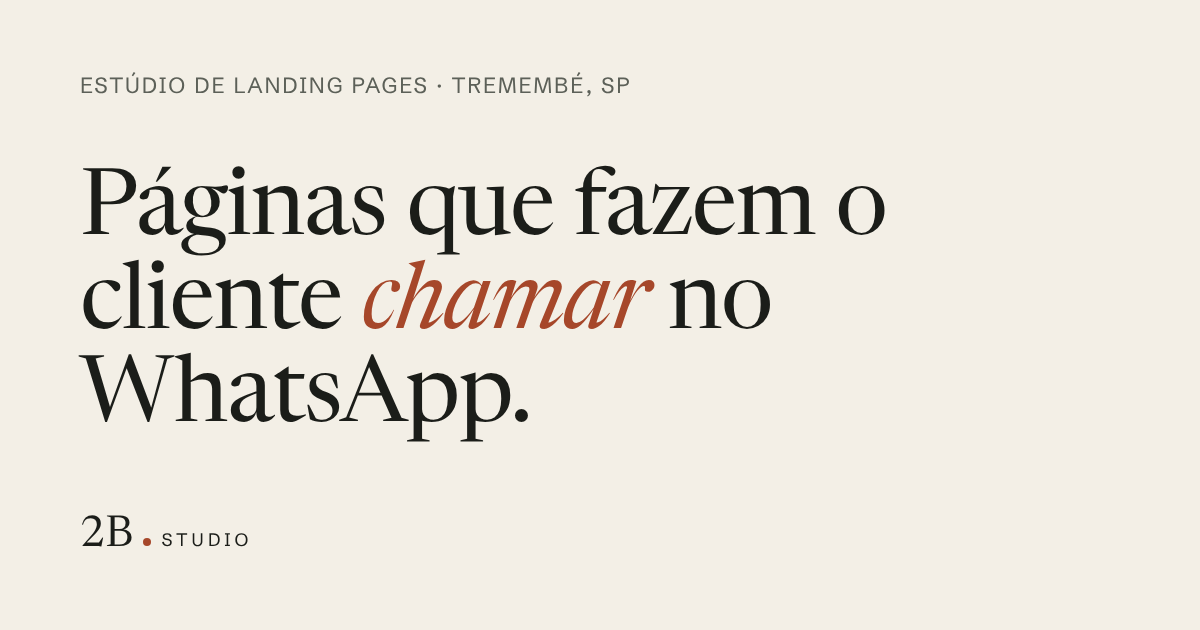 ESTÚDIO DE LANDING PAGES · TREMEMBÉ, SP
Páginas que fazem o
cliente chamar no
WhatsApp.
2B . STUDIO